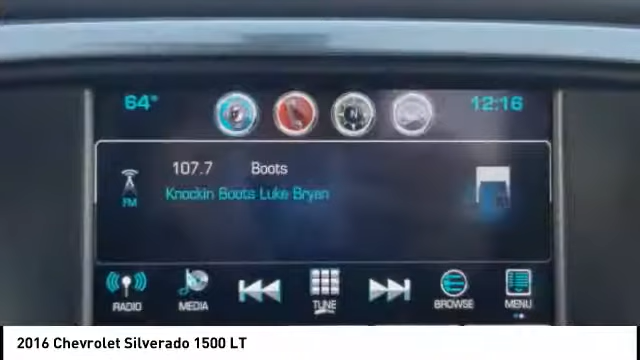 64° 12:16
107.7 Boots
FM Knockin Boots Luke Bryan
RADIO MEDIA TUNE BROWSE MENU
2016 Chevrolet Silverado 1500 LT